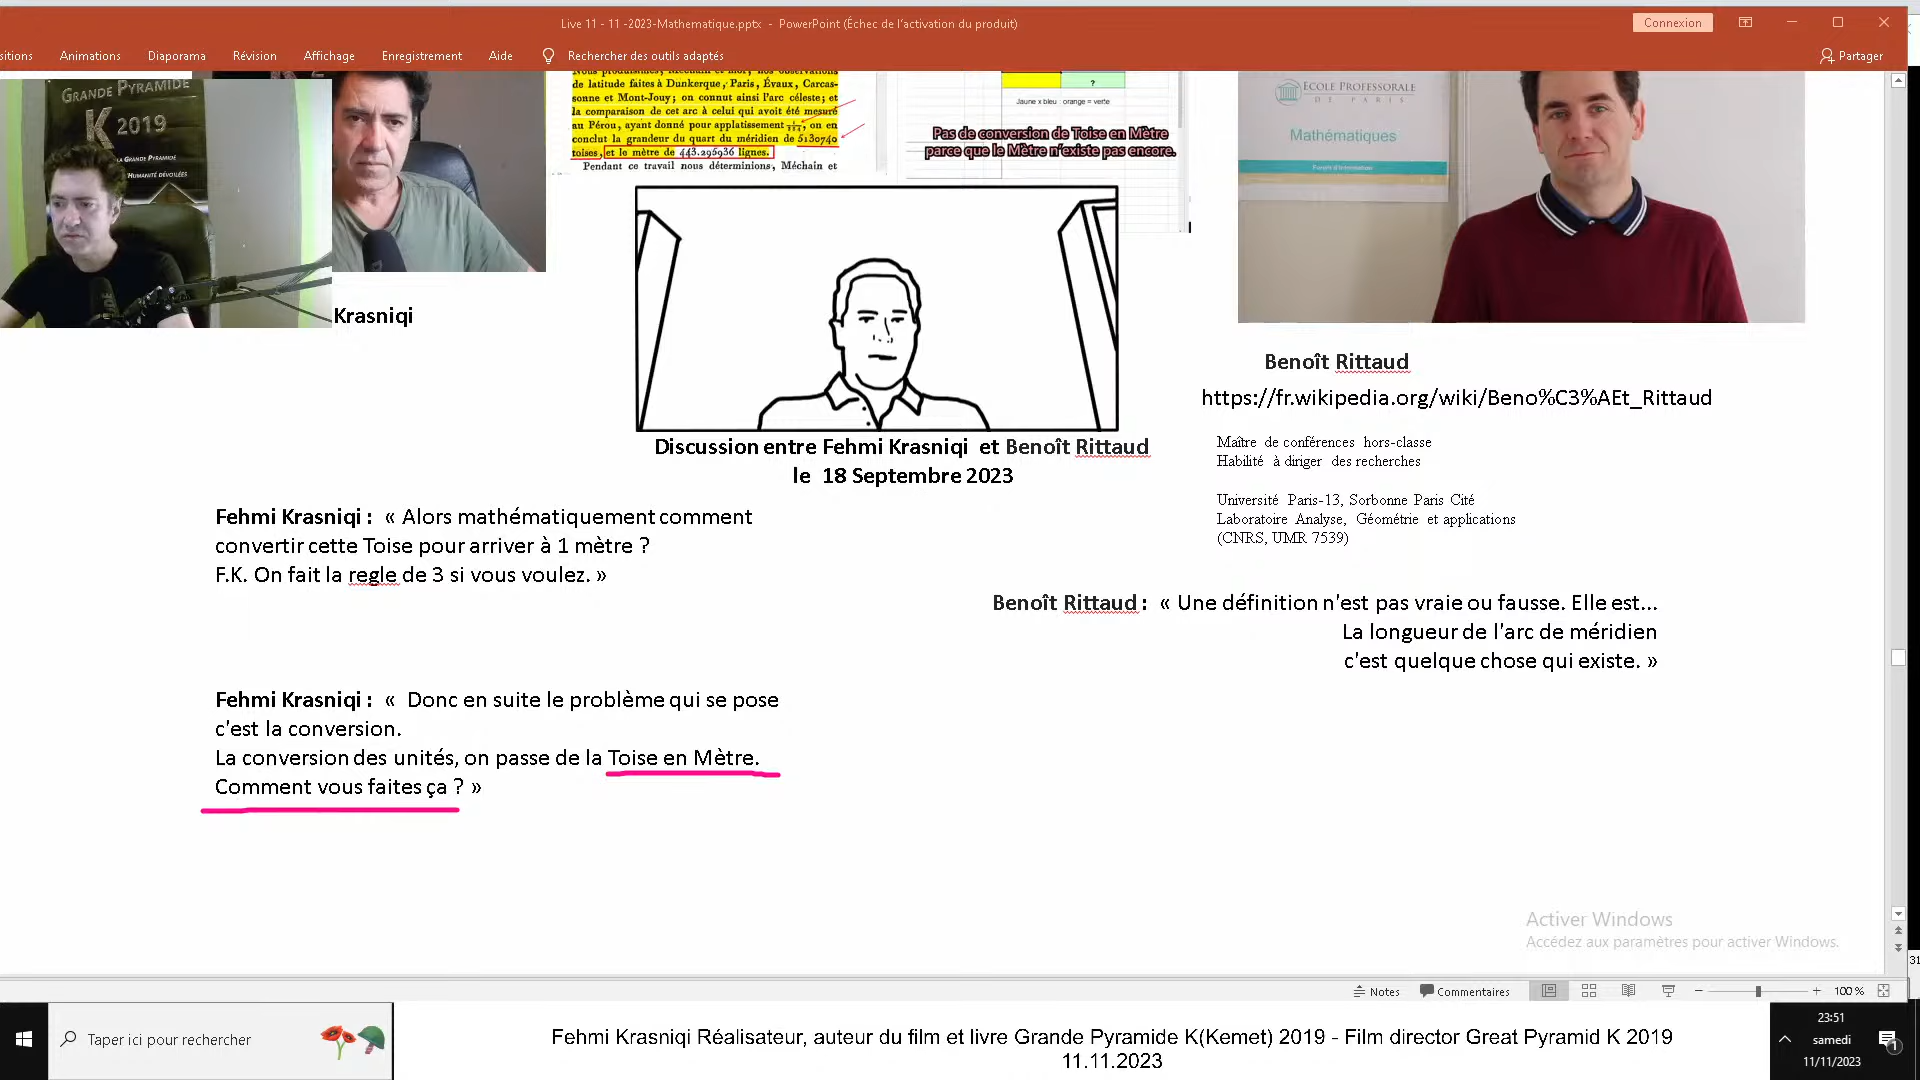 Live 11 - 11 -2023-Mathematique.pptx - PowerPoint (Échec de l'activation du produit)
Connexion
sitions Animations Diaporama Révision Affichage Enregistrement Aide Rechercher des outils adaptés
Partager
GRANDE PYRAMIDE
K 2019
LA GRANDE PYRAMIDE
L'HUMANITÉ DÉVOILÉES
Krasniqi
de latitude faites à Dunkerque, Paris, Évaux, Carcas-
sonne et Mont-Jouy; on connut ainsi l'arc céleste; et
la comparaison de cet arc à celui qui avoit été mesuré
au Pérou, ayant donné pour applatissement 1/334, on en
conclut la grandeur du quart du méridien de 5130740
toises, et le mètre de 443.295936 lignes.
Pendant ce travail nous déterminions, Méchain et
?
Jaune x bleu : orange = verte
Pas de conversion de Toise en Mètre
parce que le Mètre n'existe pas encore.
ECOLE PROFESSORALE
DE PARIS
Mathématiques
Discussion entre Fehmi Krasniqi et Benoît Rittaud
le 18 Septembre 2023
Benoît Rittaud
https://fr.wikipedia.org/wiki/Beno%C3%AEt_Rittaud
Maître de conférences hors-classe
Habilité à diriger des recherches
Université Paris-13, Sorbonne Paris Cité
Laboratoire Analyse, Géométrie et applications
(CNRS, UMR 7539)
Fehmi Krasniqi : « Alors mathématiquement comment
convertir cette Toise pour arriver à 1 mètre ?
F.K. On fait la regle de 3 si vous voulez. »
Benoît Rittaud : « Une définition n'est pas vraie ou fausse. Elle est...
La longueur de l'arc de méridien
c'est quelque chose qui existe. »
Fehmi Krasniqi : « Donc en suite le problème qui se pose
c'est la conversion.
La conversion des unités, on passe de la Toise en Mètre.
Comment vous faites ça ? »
Activer Windows
Accédez aux paramètres pour activer Windows.
31
Notes Commentaires 100 %
Taper ici pour rechercher
Fehmi Krasniqi Réalisateur, auteur du film et livre Grande Pyramide K(Kemet) 2019 - Film director Great Pyramid K 2019
11.11.2023
23:51
samedi
11/11/2023
1